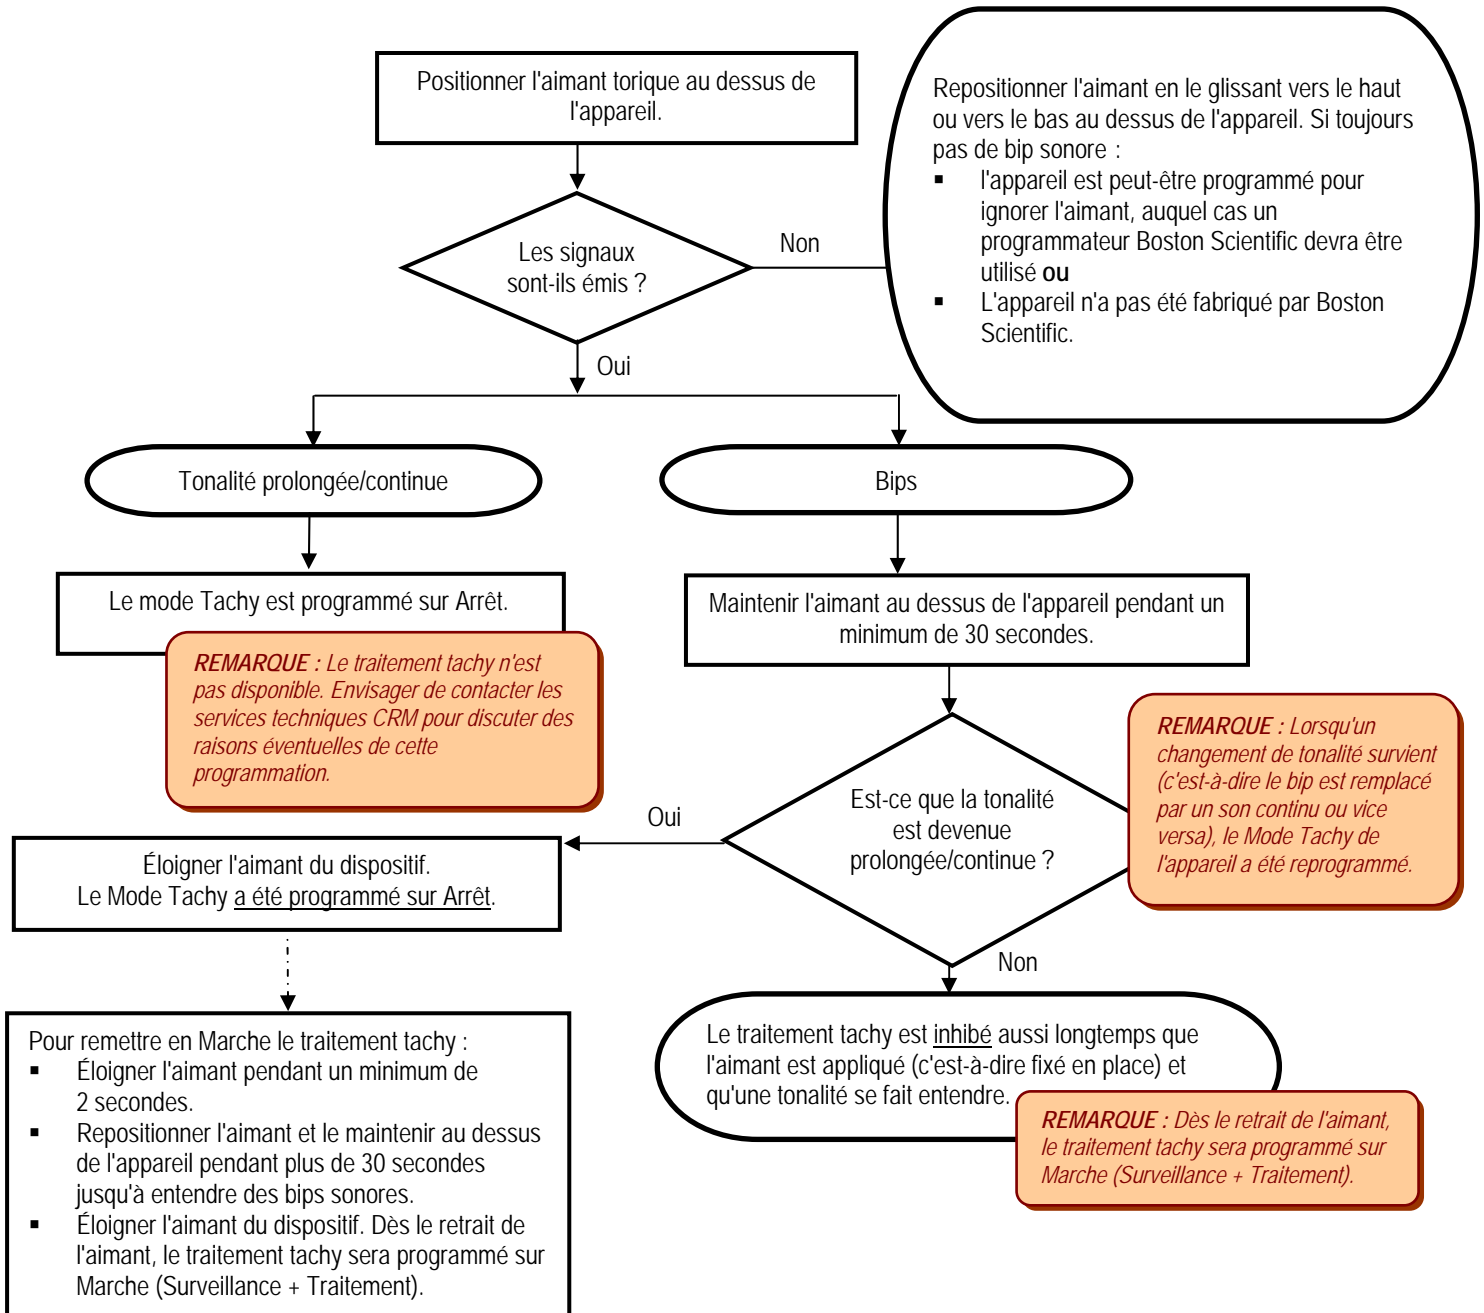 Positionner l'aimant torique au dessus de
l'appareil.
Repositionner l'aimant en le glissant vers le haut
ou vers le bas au dessus de l'appareil. Si toujours
pas de bip sonore :
▪ l'appareil est peut-être programmé pour
ignorer l'aimant, auquel cas un
programmateur Boston Scientific devra être
utilisé ou
▪ L'appareil n'a pas été fabriqué par Boston
Scientific.
Les signaux
sont-ils émis ?
Non
Oui
Tonalité prolongée/continue
Bips
Le mode Tachy est programmé sur Arrêt.
REMARQUE : Le traitement tachy n'est
pas disponible. Envisager de contacter les
services techniques CRM pour discuter des
raisons éventuelles de cette
programmation.
Maintenir l'aimant au dessus de l'appareil pendant un
minimum de 30 secondes.
Est-ce que la tonalité
est devenue
prolongée/continue ?
REMARQUE : Lorsqu'un
changement de tonalité survient
(c'est-à-dire le bip est remplacé
par un son continu ou vice
versa), le Mode Tachy de
l'appareil a été reprogrammé.
Oui
Éloigner l'aimant du dispositif.
Le Mode Tachy a été programmé sur Arrêt.
Non
Le traitement tachy est inhibé aussi longtemps que
l'aimant est appliqué (c'est-à-dire fixé en place) et
qu'une tonalité se fait entendre.
REMARQUE : Dès le retrait de l'aimant,
le traitement tachy sera programmé sur
Marche (Surveillance + Traitement).
Pour remettre en Marche le traitement tachy :
▪ Éloigner l'aimant pendant un minimum de
2 secondes.
▪ Repositionner l'aimant et le maintenir au dessus
de l'appareil pendant plus de 30 secondes
jusqu'à entendre des bips sonores.
▪ Éloigner l'aimant du dispositif. Dès le retrait de
l'aimant, le traitement tachy sera programmé sur
Marche (Surveillance + Traitement).